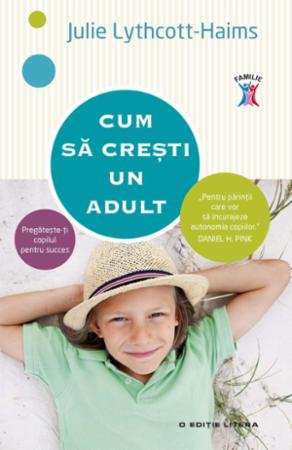 Julie Lythcott-Haims
FAMILIE
CUM
SĂ CREȘTI
UN
ADULT
„Pentru părinții
care vor
să încurajeze
autonomia copiilor.”
DANIEL H. PINK
Pregătește-ți
copilul
pentru succes
O EDIȚIE LITERA